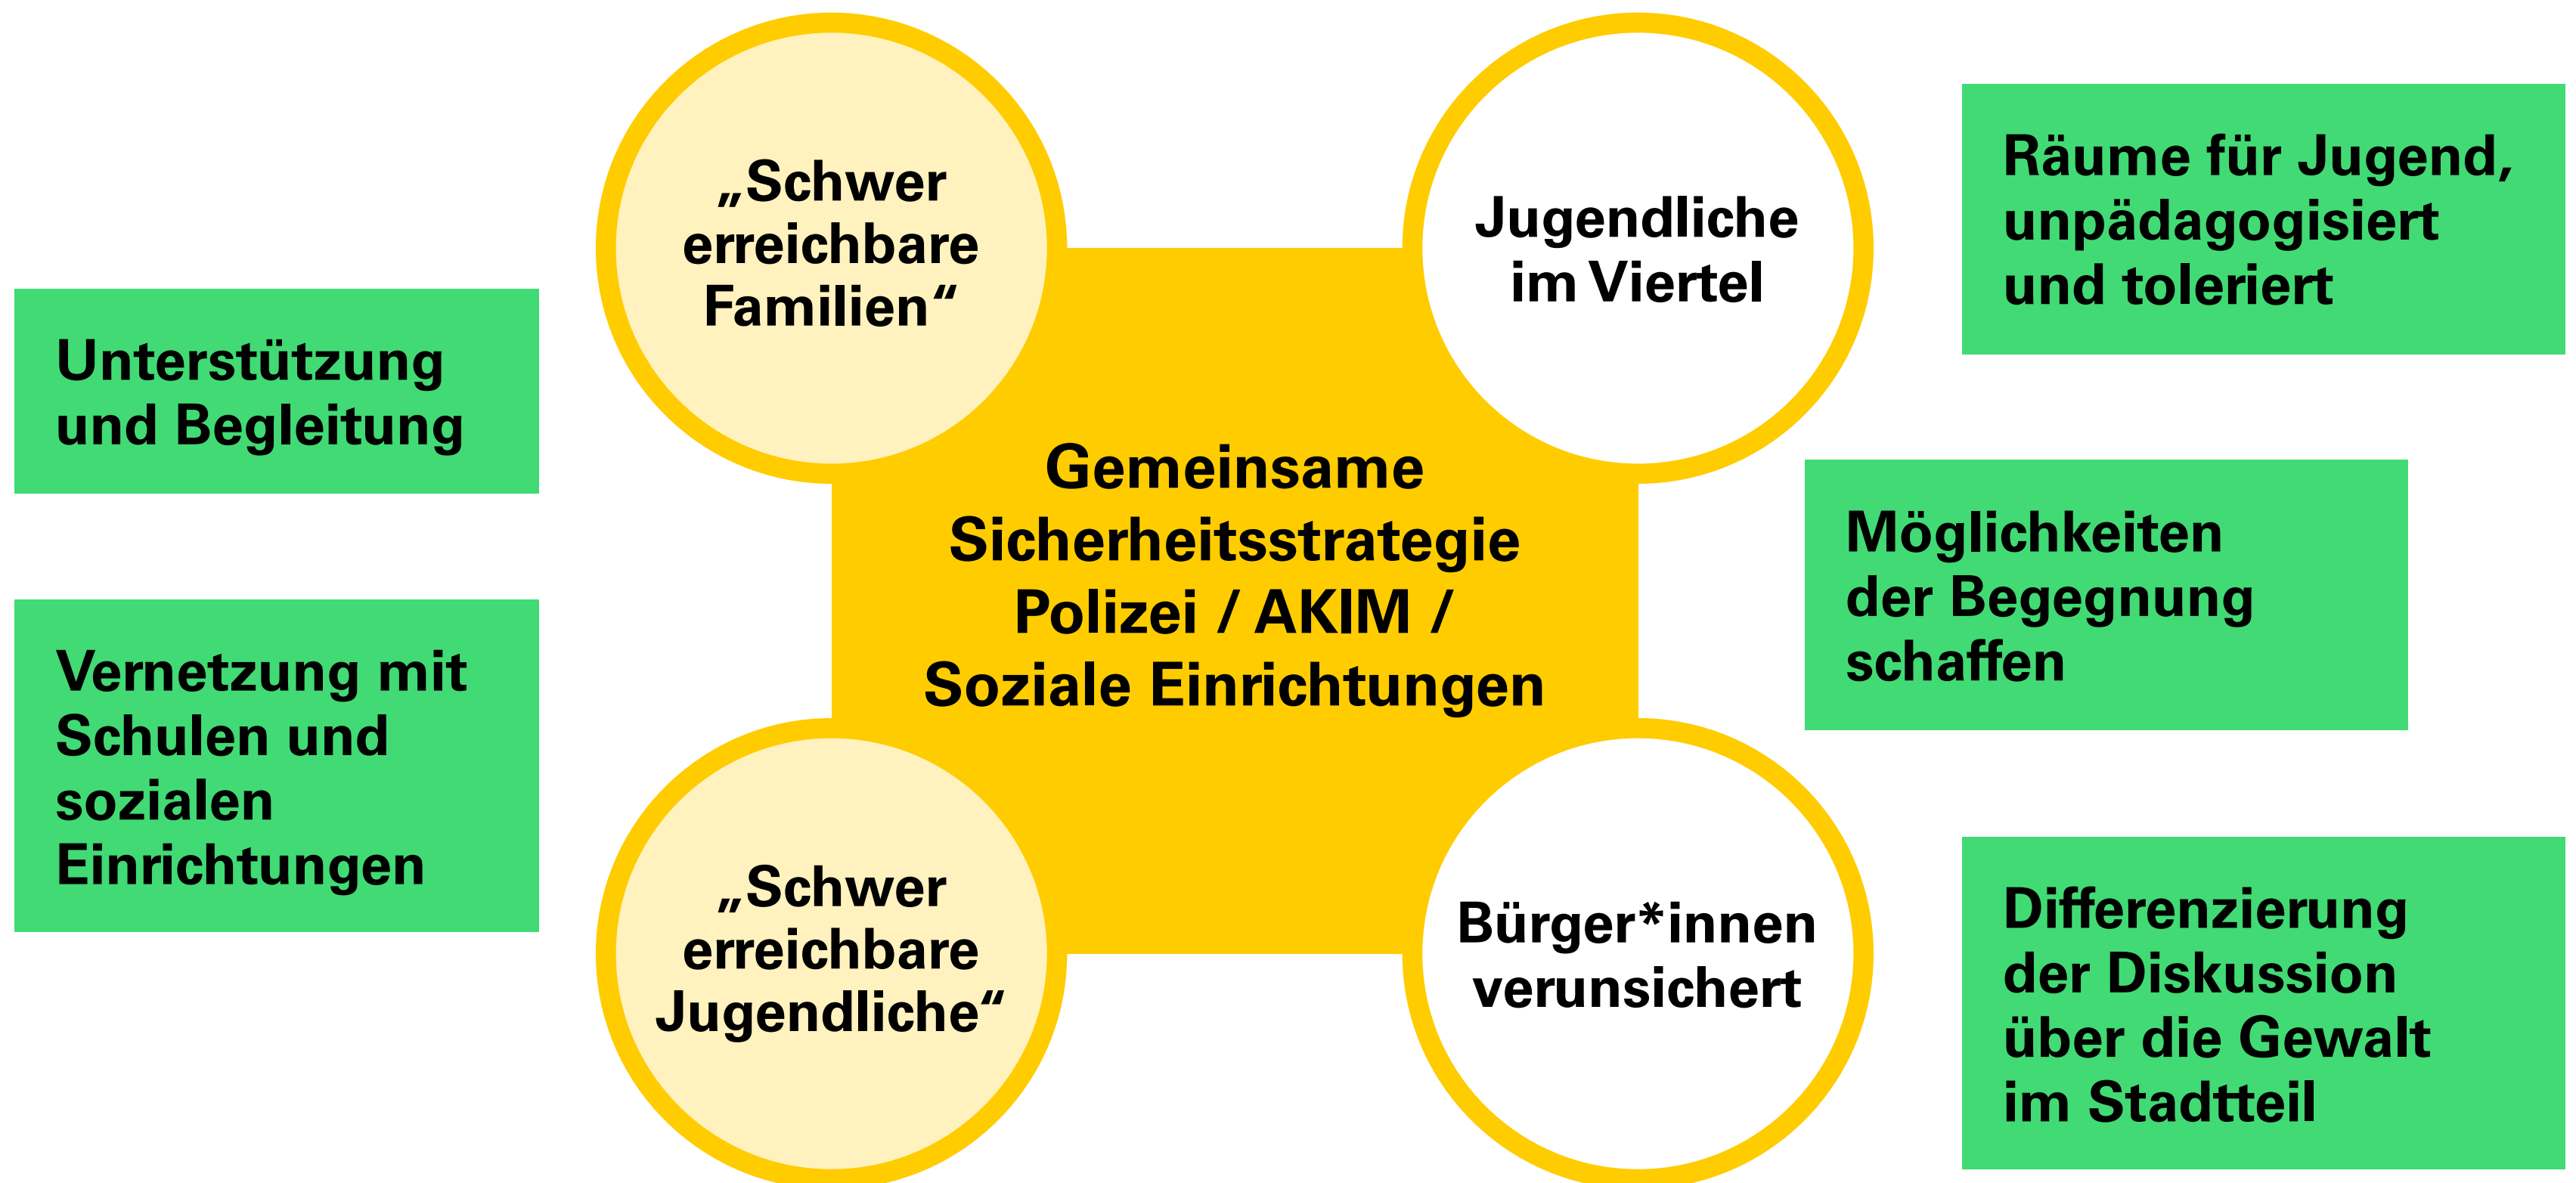 „Schwer
erreichbare
Familien“
Jugendliche
im Viertel
Räume für Jugend,
unpädagogisiert
und toleriert
Unterstützung
und Begleitung
Gemeinsame
Sicherheitsstrategie
Polizei / AKIM /
Soziale Einrichtungen
Möglichkeiten
der Begegnung
schaffen
Vernetzung mit
Schulen und
sozialen
Einrichtungen
„Schwer
erreichbare
Jugendliche“
Bürger*innen
verunsichert
Differenzierung
der Diskussion
über die Gewalt
im Stadtteil